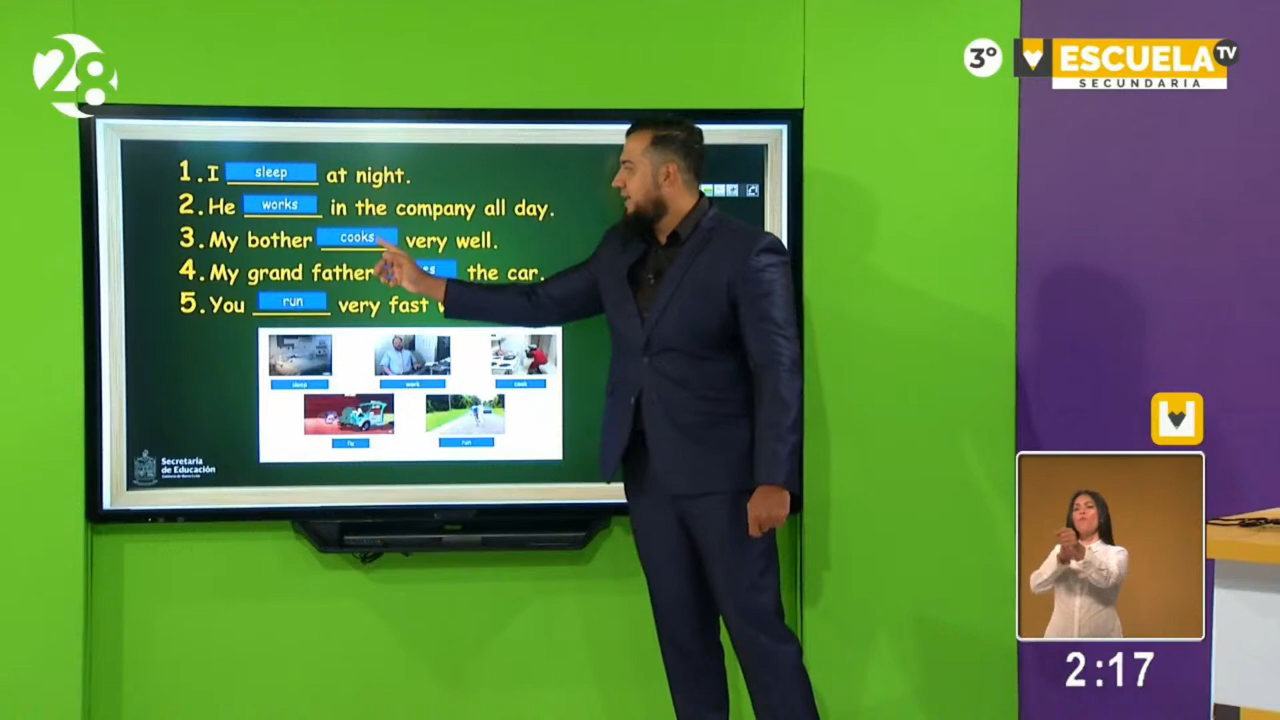 28
3º ESCUELA TV
SECUNDARIA
1. I sleep at night.
2. He works in the company all day.
3. My bother cooks very well.
4. My grand father the car.
5. You run very fast
sleep work cook
fix run
Secretaría
de Educación
2:17